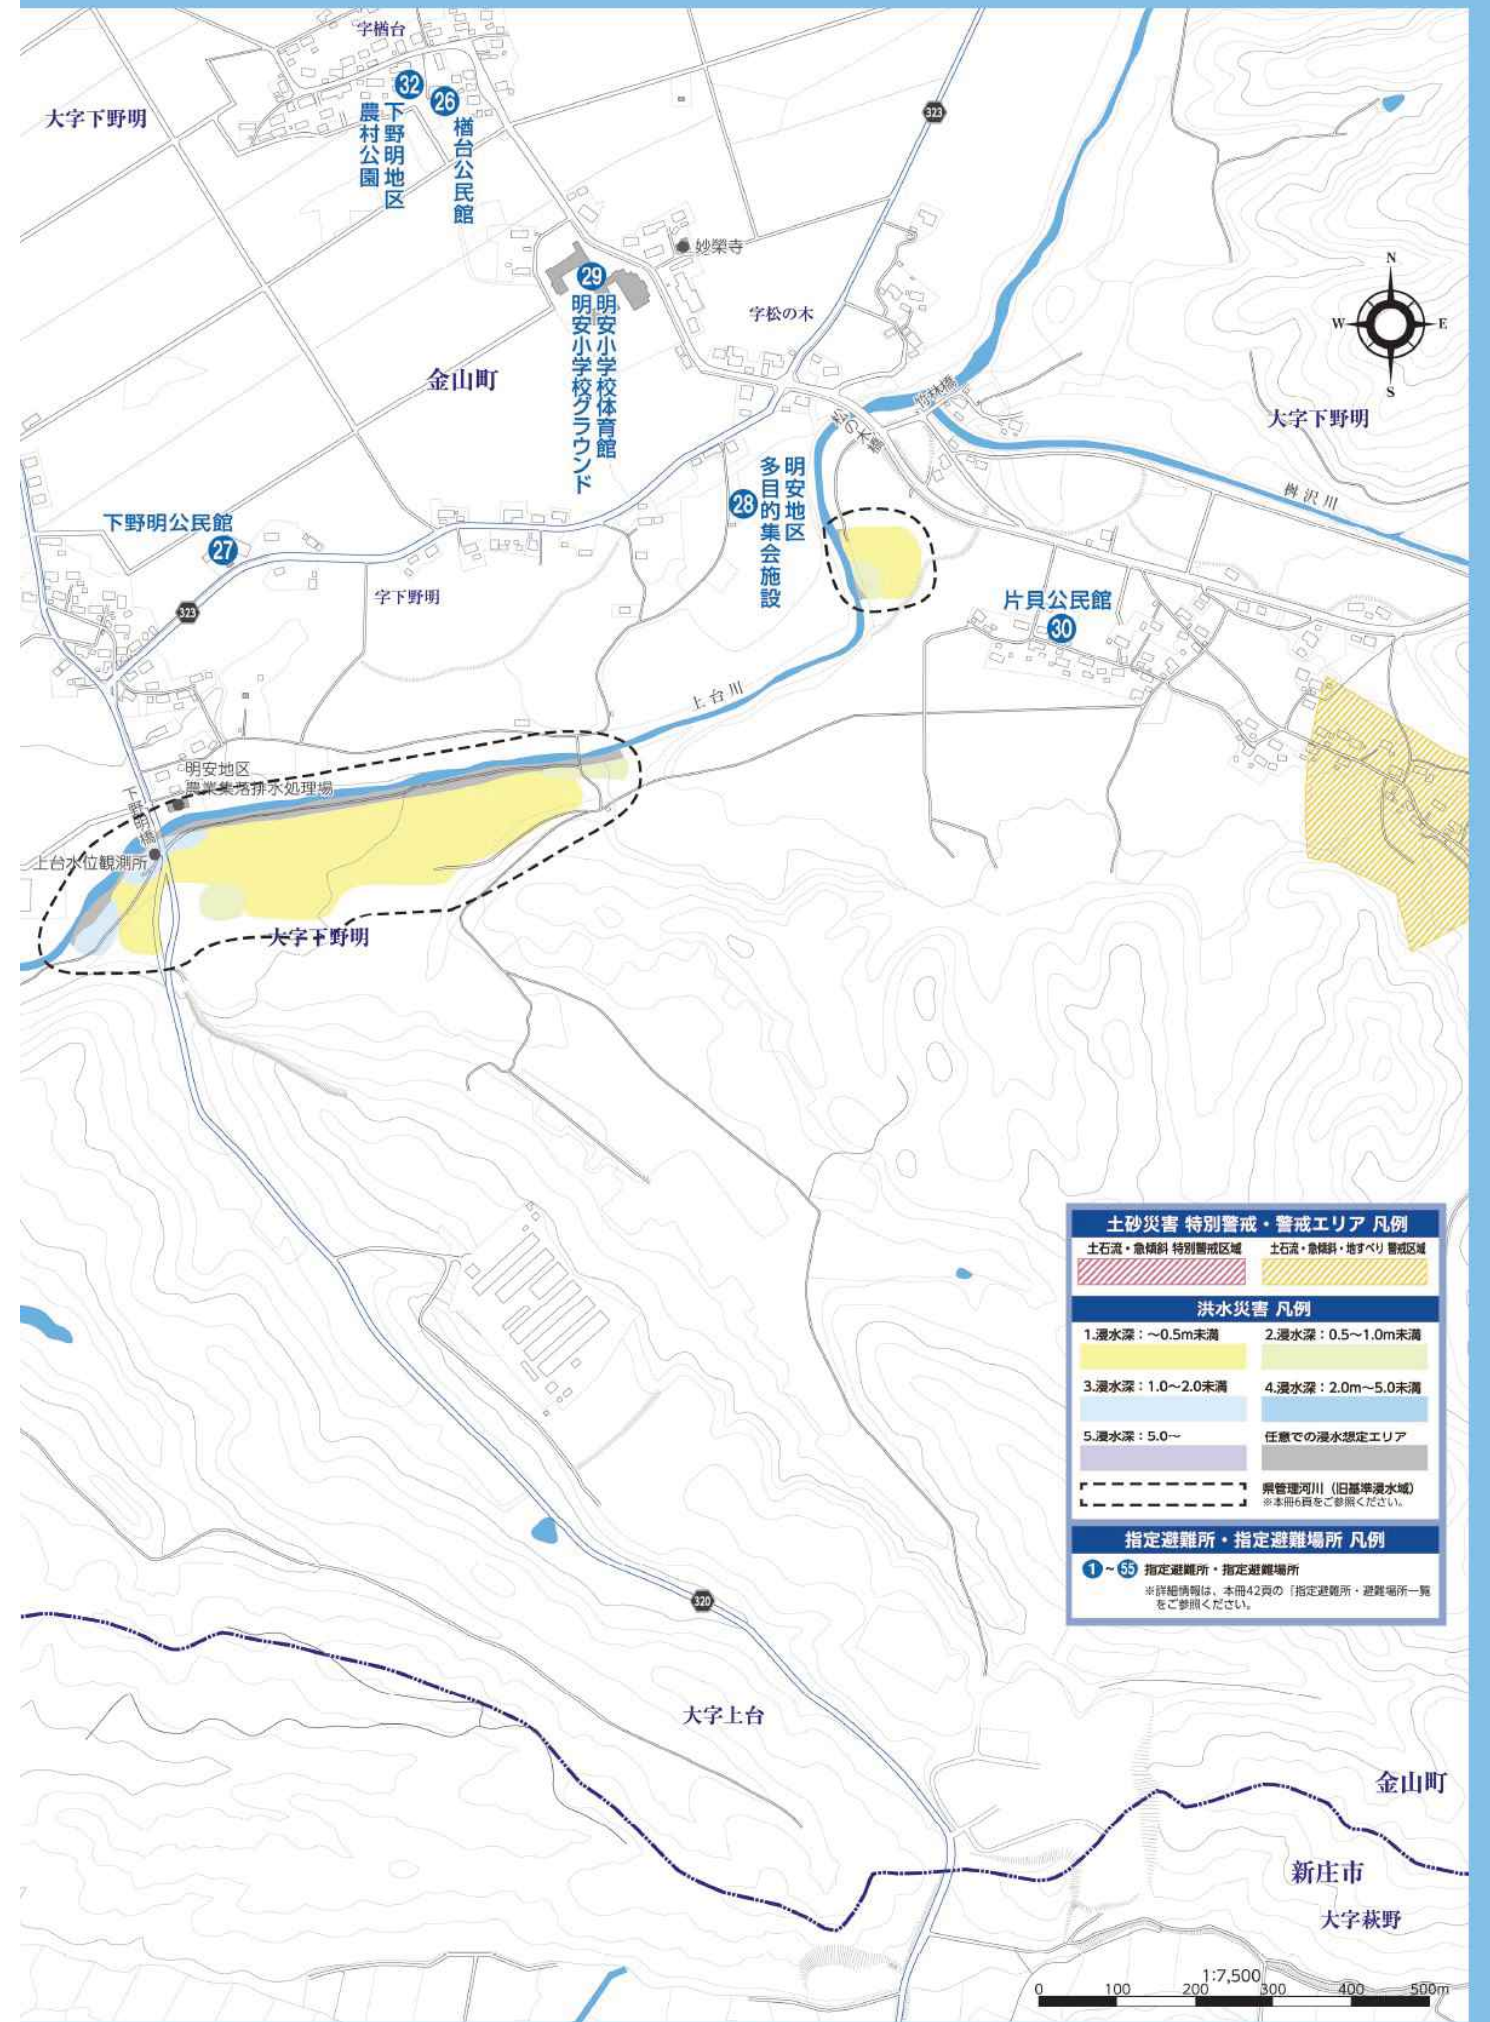 字楢台
大字下野明
32
26
下野明地区
農村公園
楢台公民館
323
妙榮寺
29
明安小学校体育館
明安小学校グラウンド
字松の木
N
W
E
S
金山町
竹林橋
松の木橋
大字下野明
明安地区
多目的集会施設
28
桝沢川
下野明公民館
27
323
字下野明
片貝公民館
30
上台川
明安地区
農業集落排水処理場
下野明橋
上台水位観測所
大字下野明
土砂災害 特別警戒・警戒エリア 凡例
土石流・急傾斜 特別警戒区域
土石流・急傾斜・地すべり 警戒区域
洪水災害 凡例
1.浸水深：～0.5m未満
2.浸水深：0.5～1.0m未満
3.浸水深：1.0～2.0未満
4.浸水深：2.0m～5.0未満
5.浸水深：5.0～
任意での浸水想定エリア
県管理河川（旧基準浸水域）
※本冊6頁をご参照ください。
指定避難所・指定避難場所 凡例
1～55 指定避難所・指定避難場所
※詳細情報は、本冊42頁の「指定避難所・避難場所一覧
をご参照ください。
320
大字上台
金山町
新庄市
大字萩野
1:7,500
0 100 200 300 400 500m